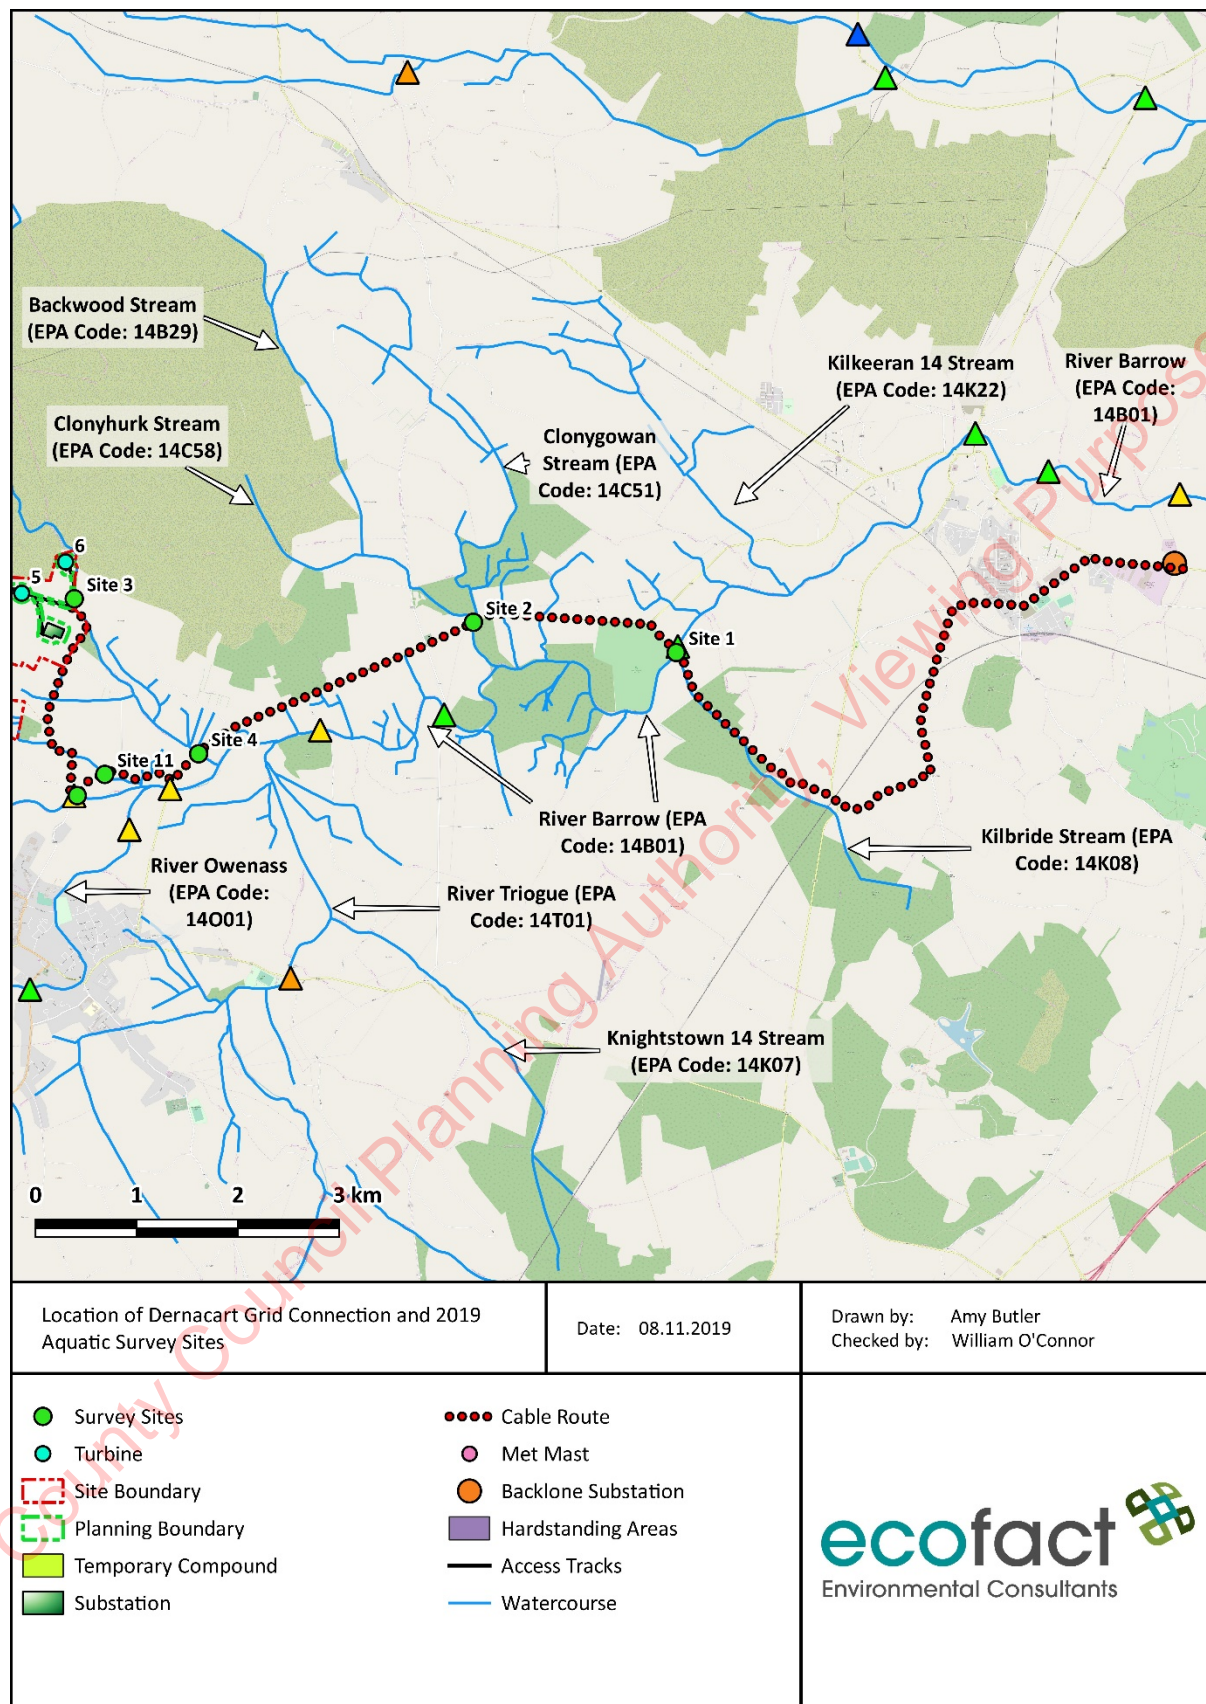 Backwood Stream
(EPA Code: 14B29)
Clonyhurk Stream
(EPA Code: 14C58)
Clonygowan
Stream (EPA
Code: 14C51)
Kilkeeran 14 Stream
(EPA Code: 14K22)
River Barrow
(EPA Code:
14B01)
6
5
Site 3
Site 2
Site 1
Site 4
Site 11
River Barrow (EPA
Code: 14B01)
Kilbride Stream (EPA
Code: 14K08)
River Owenass
(EPA Code:
14O01)
River Triogue (EPA
Code: 14T01)
Knightstown 14 Stream
(EPA Code: 14K07)
0 1 2 3 km
County Council Planning Authority, Viewing Purpos
Location of Dernacart Grid Connection and 2019
Aquatic Survey Sites
Date: 08.11.2019
Drawn by: Amy Butler
Checked by: William O'Connor
Survey Sites
Turbine
Site Boundary
Planning Boundary
Temporary Compound
Substation
Cable Route
Met Mast
Backlone Substation
Hardstanding Areas
Access Tracks
Watercourse
ecofact
Environmental Consultants